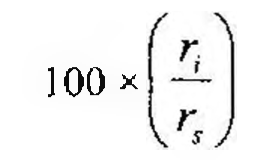 100 × ( r_i / r_s )